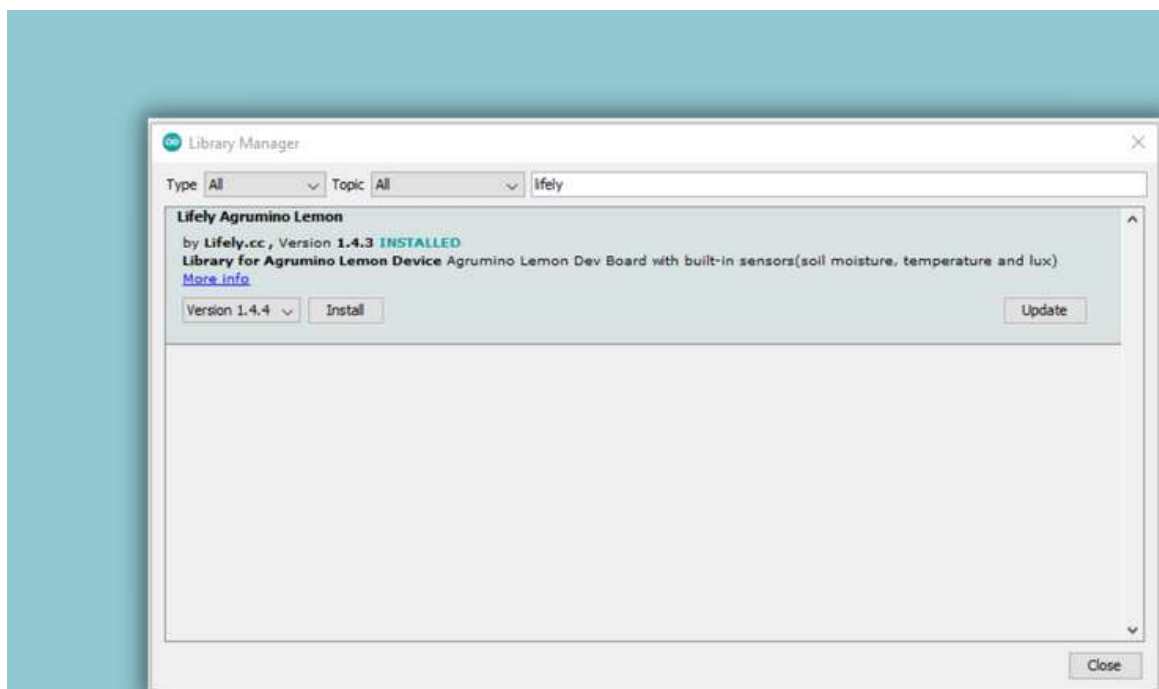 Library Manager
Type All Topic All lifely
Lifely Agrumino Lemon
by Lifely.cc , Version 1.4.3 INSTALLED
Library for Agrumino Lemon Device Agrumino Lemon Dev Board with built-in sensors(soil moisture, temperature and lux)
More info
Version 1.4.4 Install Update
Close